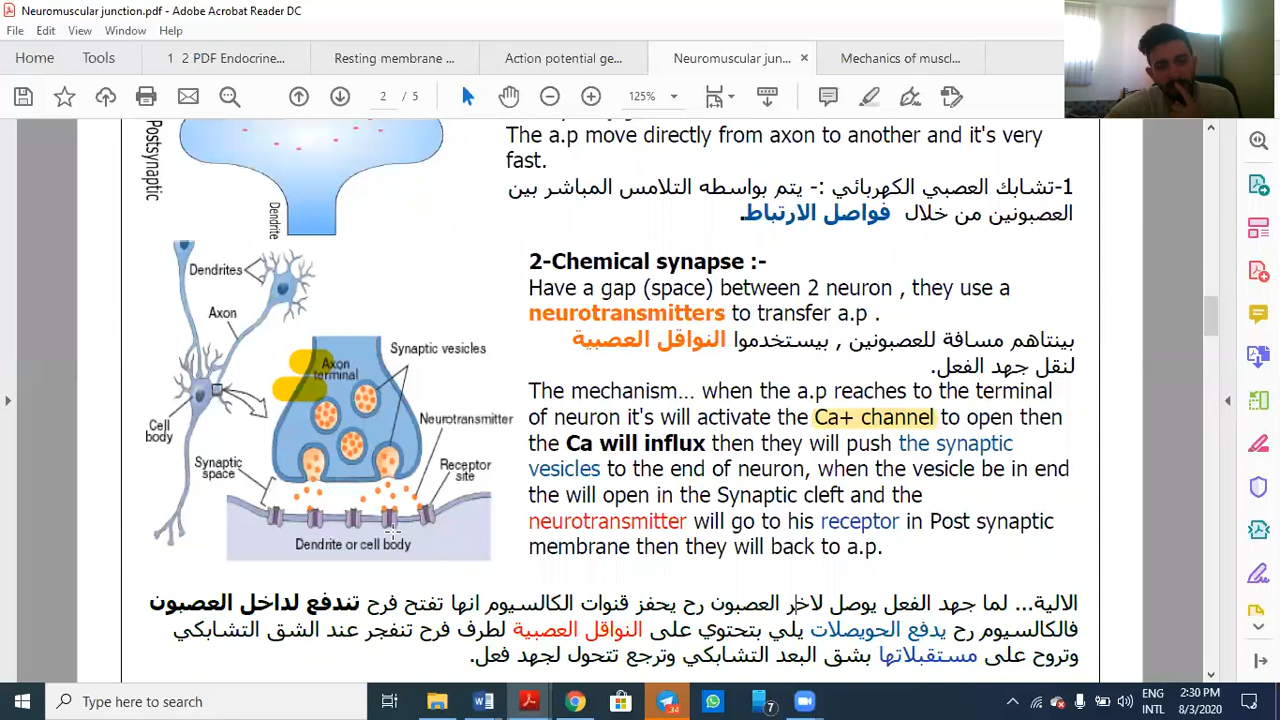 Neuromuscular junction.pdf - Adobe Acrobat Reader DC
File Edit View Window Help
Home Tools 1 2 PDF Endocrine... Resting membrane ... Action potential ge... Neuromuscular jun... × Mechanics of muscl...
2 / 5 125%
Postsynaptic
Dendrite
The a.p move directly from axon to another and it's very
fast.
1-تشابك العصبي الكهربائي :- يتم بواسطه التلامس المباشر بين
العصبونين من خلال فواصل الارتباط.
Dendrites
Axon
Cell
body
Axon
terminal
Synaptic vesicles
Neurotransmitter
Synaptic
space
Receptor
site
Dendrite or cell body
2-Chemical synapse :-
Have a gap (space) between 2 neuron , they use a
neurotransmitters to transfer a.p .
بينتاهم مسافة للعصبونين , بيستخدموا النواقل العصبية
لنقل جهد الفعل.
The mechanism... when the a.p reaches to the terminal
of neuron it's will activate the Ca+ channel to open then
the Ca will influx then they will push the synaptic
vesicles to the end of neuron, when the vesicle be in end
the will open in the Synaptic cleft and the
neurotransmitter will go to his receptor in Post synaptic
membrane then they will back to a.p.
الالية... لما جهد الفعل يوصل لاخر العصبون رح يحفز قنوات الكالسيوم انها تفتح فرح تندفع لداخل العصبون
فالكالسيوم رح يدفع الحويصلات يلي بتحتوي على النواقل العصبية لطرف فرح تنفجر عند الشق التشابكي
وتروح على مستقبلاتها بشق البعد التشابكي وترجع تتحول لجهد فعل.
Type here to search
34
7
ENG
INTL
2:30 PM
8/3/2020